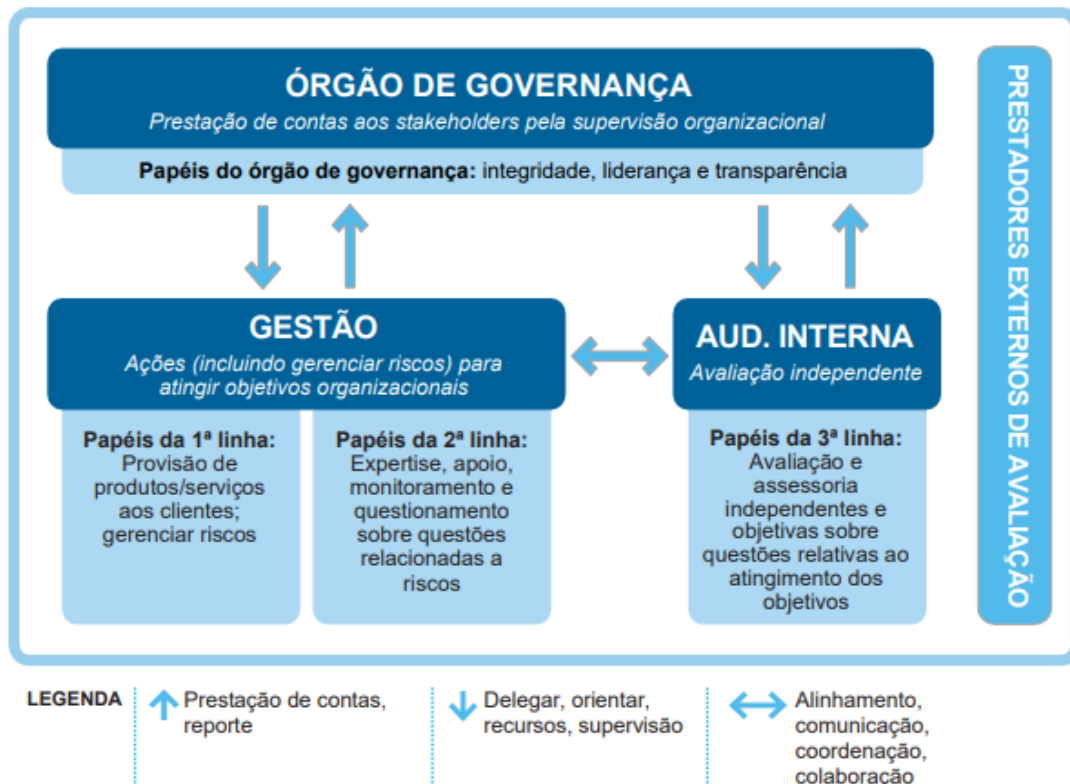 ÓRGÃO DE GOVERNANÇA
Prestação de contas aos stakeholders pela supervisão organizacional
Papéis do órgão de governança: integridade, liderança e transparência
GESTÃO
Ações (incluindo gerenciar riscos) para
atingir objetivos organizacionais
Papéis da 1ª linha:
Provisão de
produtos/serviços
aos clientes;
gerenciar riscos
Papéis da 2ª linha:
Expertise, apoio,
monitoramento e
questionamento
sobre questões
relacionadas a
riscos
AUD. INTERNA
Avaliação independente
Papéis da 3ª linha:
Avaliação e
assessoria
independentes e
objetivas sobre
questões relativas ao
atingimento dos
objetivos
PRESTADORES EXTERNOS DE AVALIAÇÃO
LEGENDA
Prestação de contas,
reporte
Delegar, orientar,
recursos, supervisão
Alinhamento,
comunicação,
coordenação,
colaboração